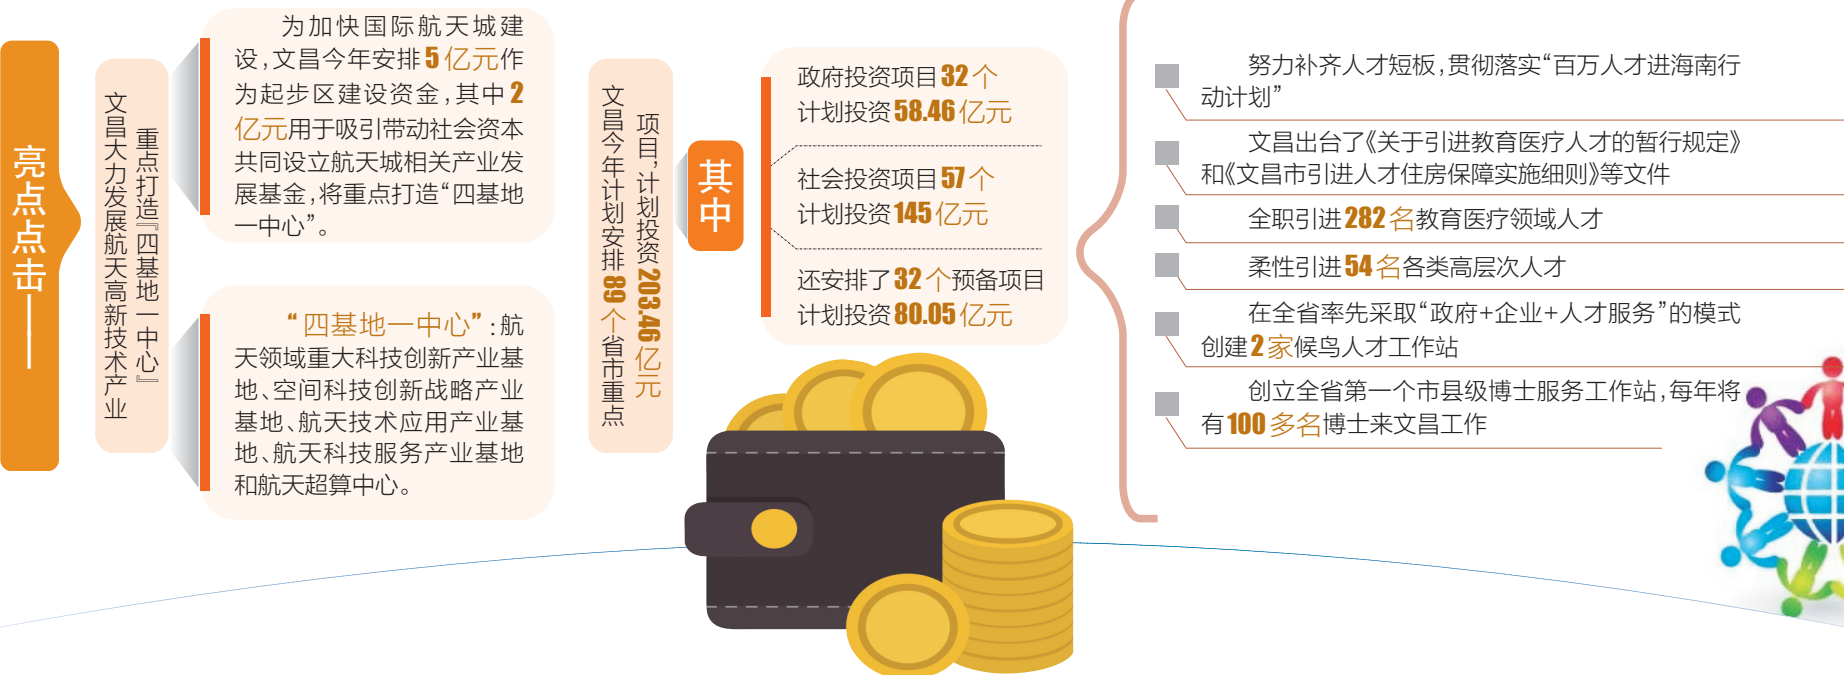 亮点点击——
文昌大力发展航天高新技术产业
重点打造『四基地一中心』
为加快国际航天城建
设,文昌今年安排5亿元作
为起步区建设资金,其中2
亿元用于吸引带动社会资本
共同设立航天城相关产业发
展基金,将重点打造“四基地
一中心”。
“四基地一中心”:航
天领域重大科技创新产业基
地、空间科技创新战略产业
基地、航天技术应用产业基
地、航天科技服务产业基地
和航天超算中心。
文昌今年计划安排89个省市重点
项目,计划投资203.46亿元
其中
政府投资项目32个
计划投资58.46亿元
社会投资项目57个
计划投资145亿元
还安排了32个预备项目
计划投资80.05亿元
努力补齐人才短板,贯彻落实“百万人才进海南行
动计划”
文昌出台了《关于引进教育医疗人才的暂行规定》
和《文昌市引进人才住房保障实施细则》等文件
全职引进282名教育医疗领域人才
柔性引进54名各类高层次人才
在全省率先采取“政府+企业+人才服务”的模式
创建2家候鸟人才工作站
创立全省第一个市县级博士服务工作站,每年将
有100多名博士来文昌工作